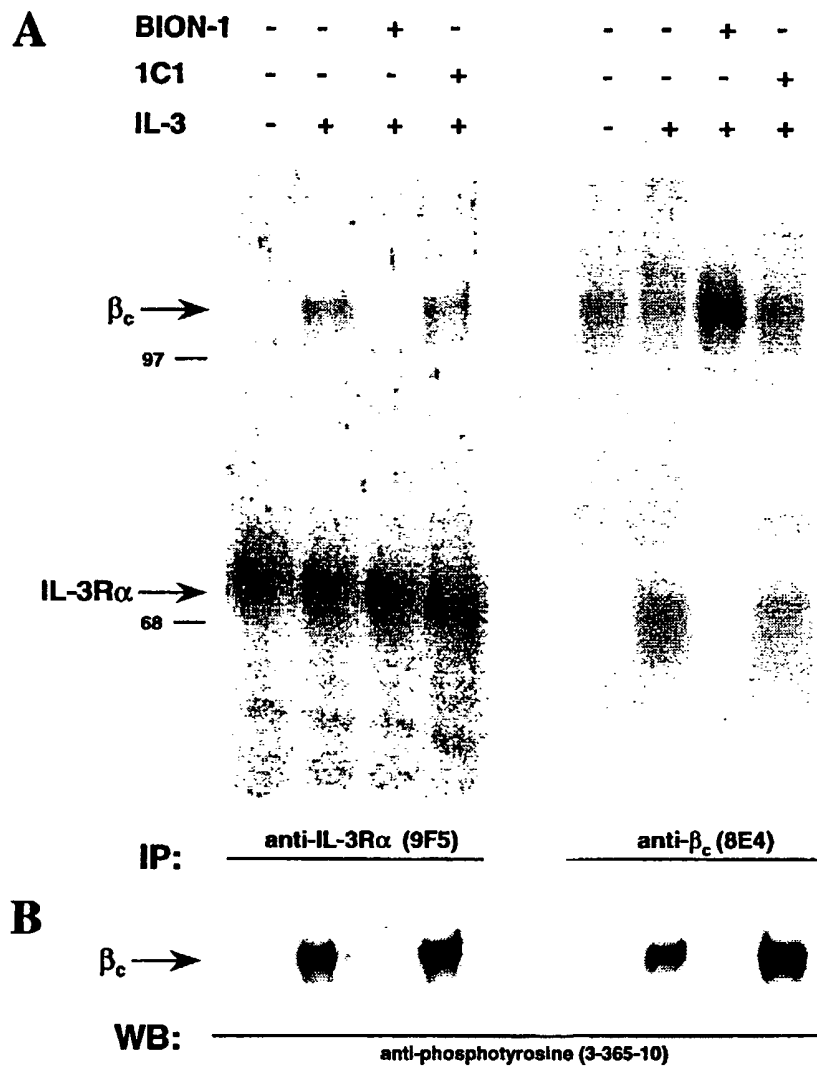 A
BION-1 - - + - - - + -
1C1 - - - + - - - +
IL-3 - + + + - + + +
βc
97
IL-3Rα
68
IP: anti-IL-3Rα (9F5) anti-βc (8E4)
B
βc
WB: anti-phosphotyrosine (3-365-10)